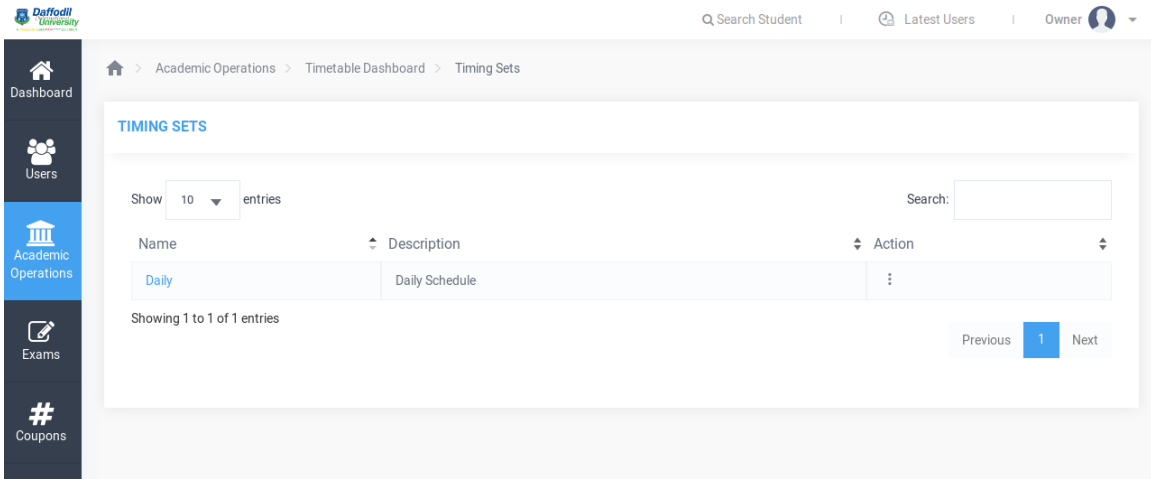 Daffodil
University
Search Student
Latest Users
Owner
Dashboard
Users
Academic
Operations
Exams
Coupons
Academic Operations
Timetable Dashboard
Timing Sets
TIMING SETS
Show 10 entries
Search:
Name Description Action
Daily Daily Schedule
Showing 1 to 1 of 1 entries
Previous 1 Next